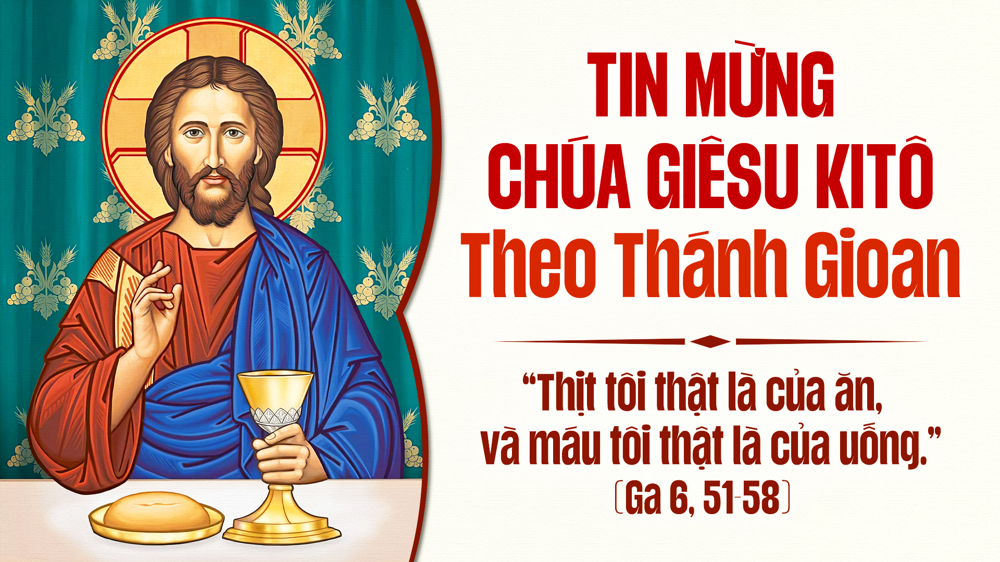 TIN MỪNG
CHÚA GIÊSU KITÔ
Theo Thánh Gioan
“Thịt tôi thật là của ăn,
và máu tôi thật là của uống.”
(Ga 6, 51-58)